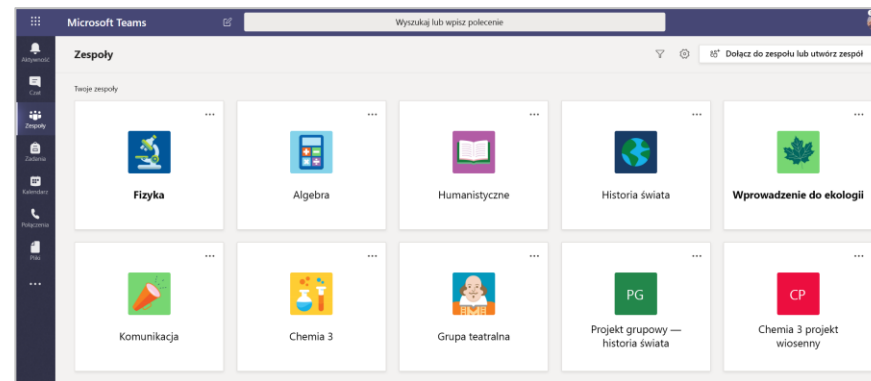 Microsoft Teams
Wyszukaj lub wpisz polecenie
Aktywność
Czat
Zespoły
Zadania
Kalendarz
Połączenia
Pliki
Zespoły
Dołącz do zespołu lub utwórz zespół
Twoje zespoły
Fizyka
Algebra
Humanistyczne
Historia świata
Wprowadzenie do ekologii
Komunikacja
Chemia 3
Grupa teatralna
PG
Projekt grupowy —
historia świata
CP
Chemia 3 projekt
wiosenny